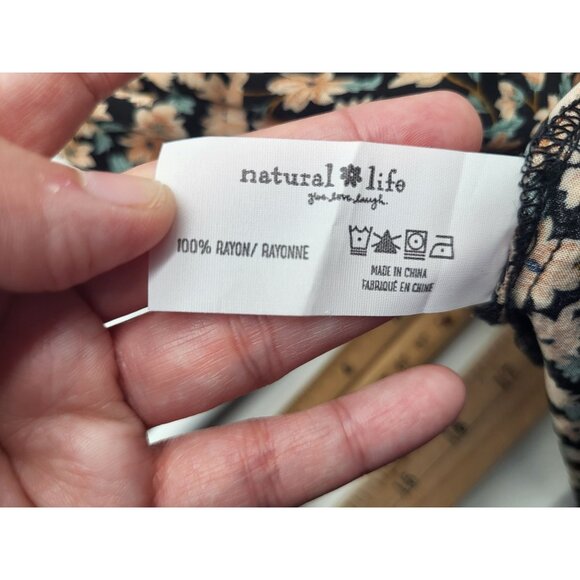 natural life
give.love.laugh.
100% RAYON/ RAYONNE
MADE IN CHINA
FABRIQUÉ EN CHINE